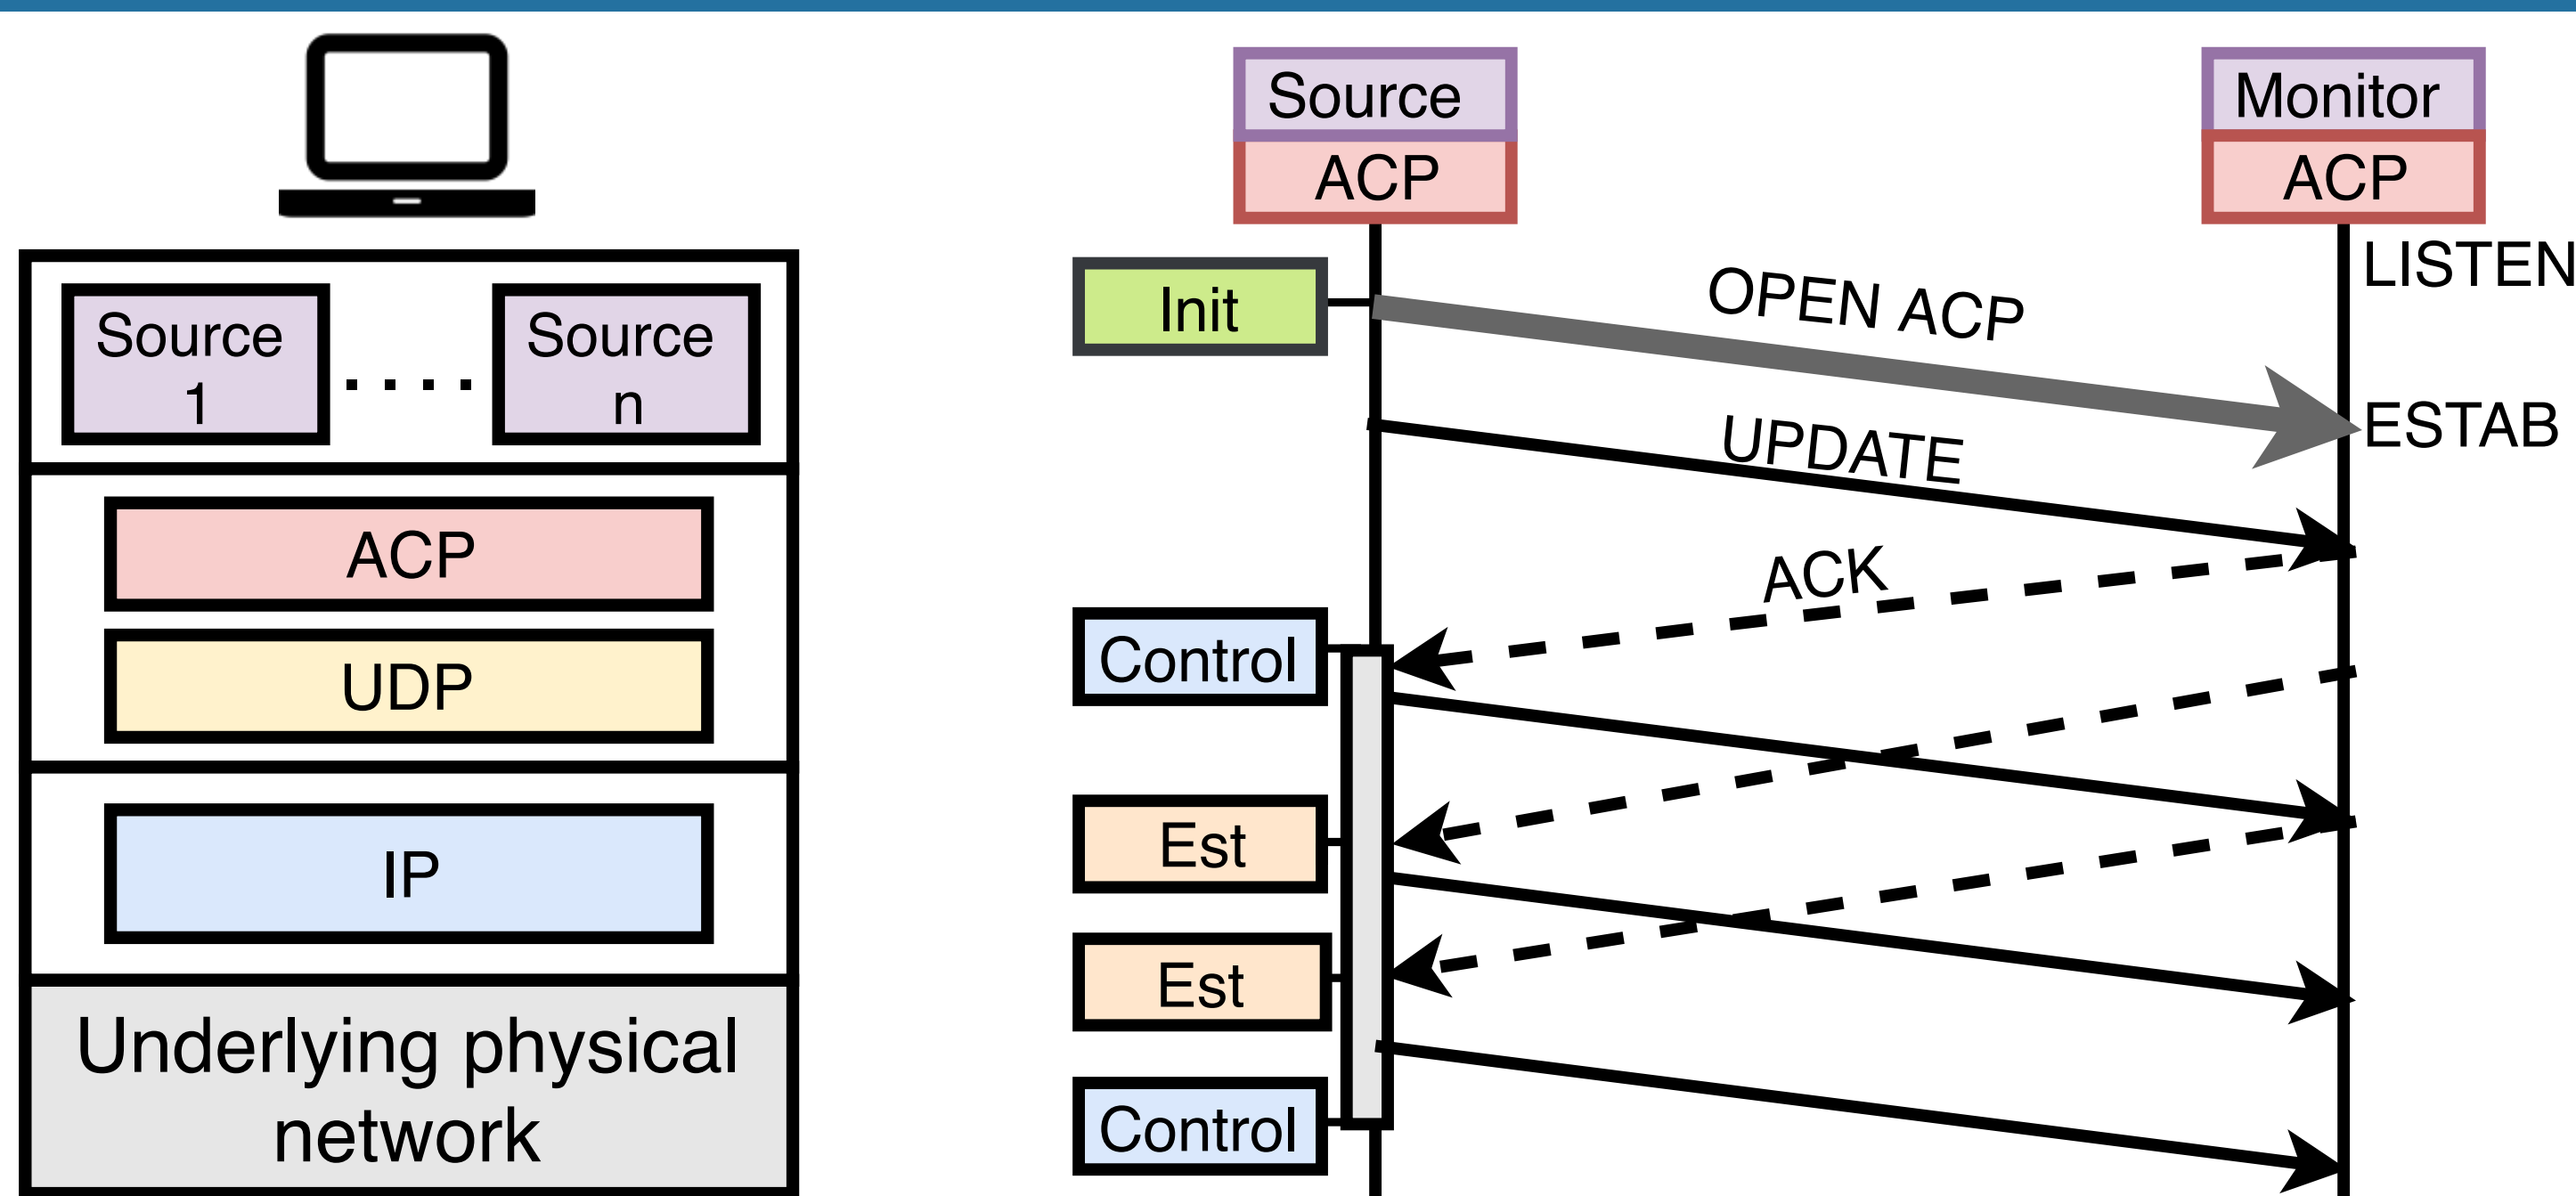 Source
1
....
Source
n
ACP
UDP
IP
Underlying physical
network
Source
ACP
Monitor
ACP
LISTEN
Init
OPEN ACP
ESTAB
UPDATE
ACK
Control
Est
Est
Control